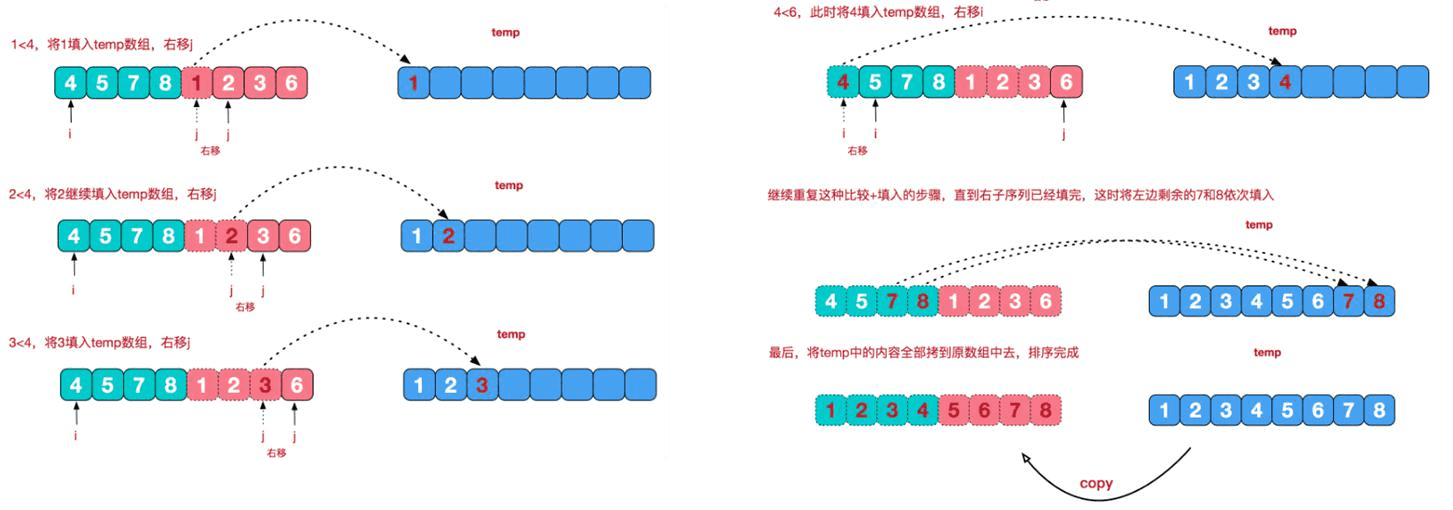 1<4，将1填入temp数组，右移j
temp
4 5 7 8 1 2 3 6
1
i
j
j
右移
2<4，将2继续填入temp数组，右移j
temp
4 5 7 8 1 2 3 6
1 2
i
j
j
右移
3<4，将3填入temp数组，右移j
temp
4 5 7 8 1 2 3 6
1 2 3
i
j
j
右移
4<6，此时将4填入temp数组，右移i
temp
4 5 7 8 1 2 3 6
1 2 3 4
i
i
j
右移
继续重复这种比较+填入的步骤，直到右子序列已经填完，这时将左边剩余的7和8依次填入
temp
4 5 7 8 1 2 3 6
1 2 3 4 5 6 7 8
最后，将temp中的内容全部拷到原数组中去，排序完成
temp
1 2 3 4 5 6 7 8
1 2 3 4 5 6 7 8
copy